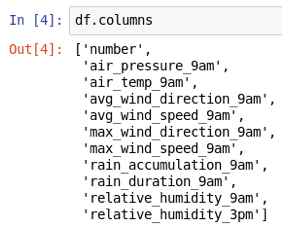 In [4]: df.columns
Out[4]: ['number',
'air_pressure_9am',
'air_temp_9am',
'avg_wind_direction_9am',
'avg_wind_speed_9am',
'max_wind_direction_9am',
'max_wind_speed_9am',
'rain_accumulation_9am',
'rain_duration_9am',
'relative_humidity_9am',
'relative_humidity_3pm']